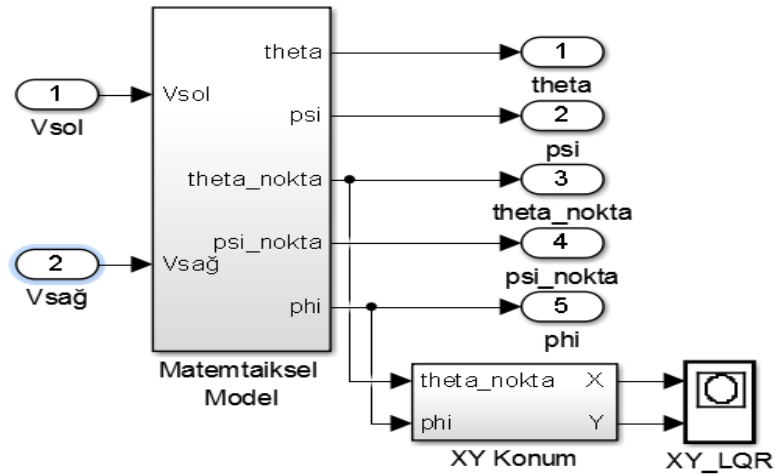 1
Vsol
2
Vsağ
Vsol
Vsağ
theta
psi
theta_nokta
psi_nokta
phi
Matemtaiksel
Model
1
theta
2
psi
3
theta_nokta
4
psi_nokta
5
phi
theta_nokta X
phi Y
XY Konum
XY_LQR